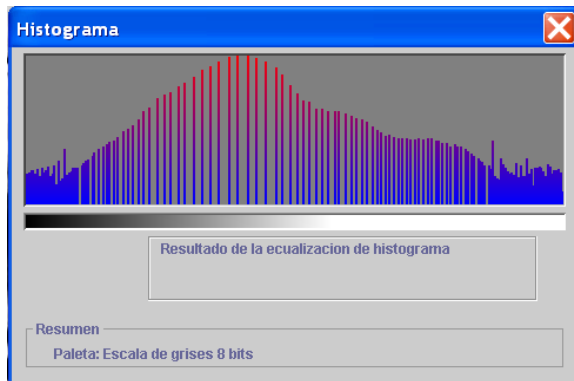 Histograma
Resultado de la ecualizacion de histograma
Resumen
Paleta: Escala de grises 8 bits